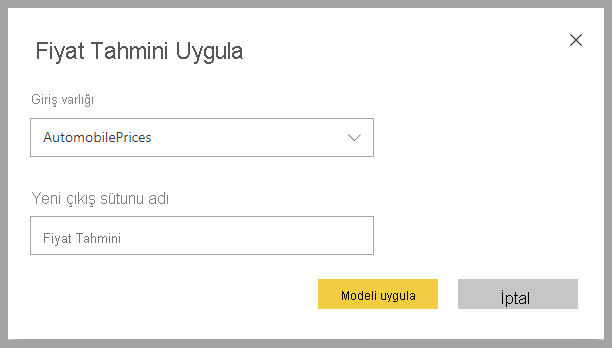 Fiyat Tahmini Uygula
Giriş varlığı
AutomobilePrices
Yeni çıkış sütunu adı
Fiyat Tahmini
Modeli uygula
İptal